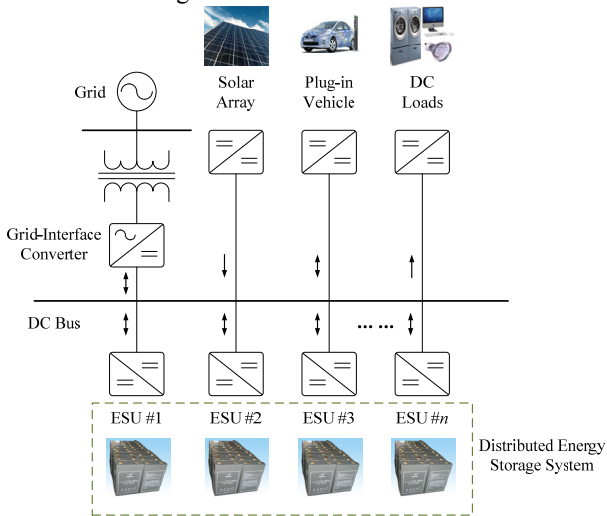 Solar
Array
Plug-in
Vehicle
DC
Loads
Grid
Grid-Interface
Converter
DC Bus
... ...
ESU #1
ESU #2
ESU #3
ESU #n
Distributed Energy
Storage System